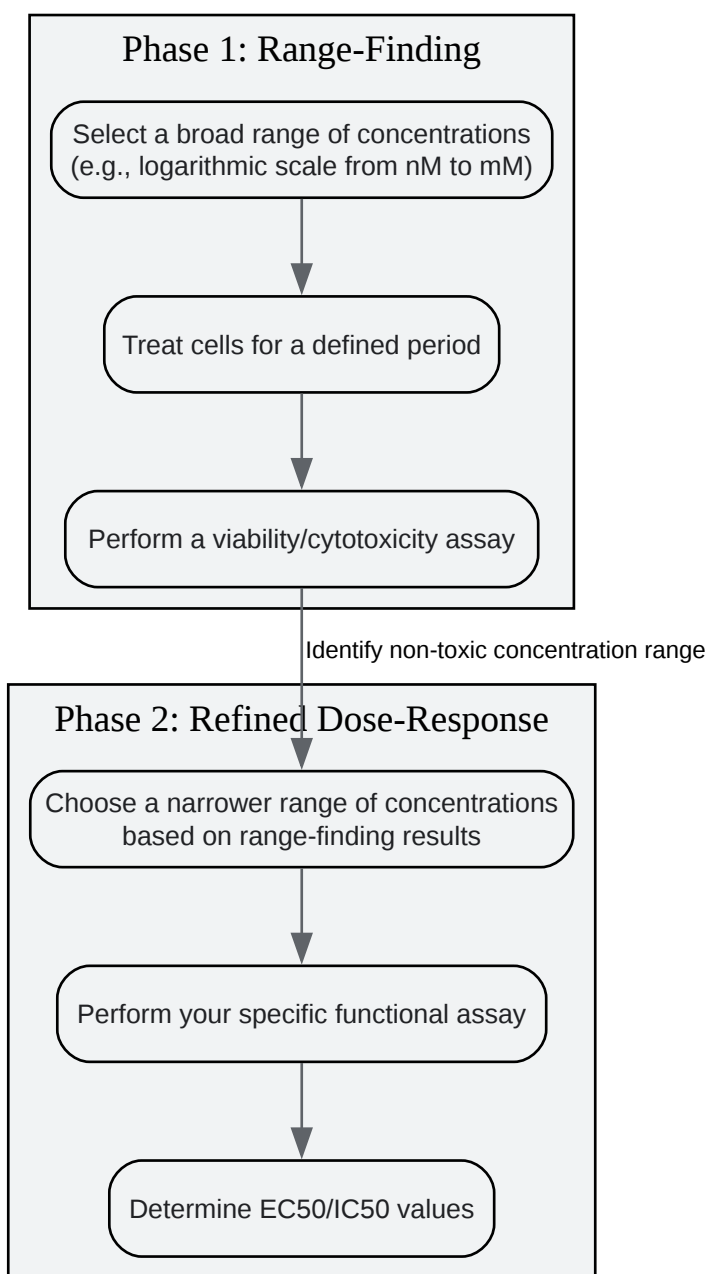 Phase 1: Range-Finding
Select a broad range of concentrations
(e.g., logarithmic scale from nM to mM)
Treat cells for a defined period
Perform a viability/cytotoxicity assay
Identify non-toxic concentration range
Phase 2: Refined Dose-Response
Choose a narrower range of concentrations
based on range-finding results
Perform your specific functional assay
Determine EC50/IC50 values